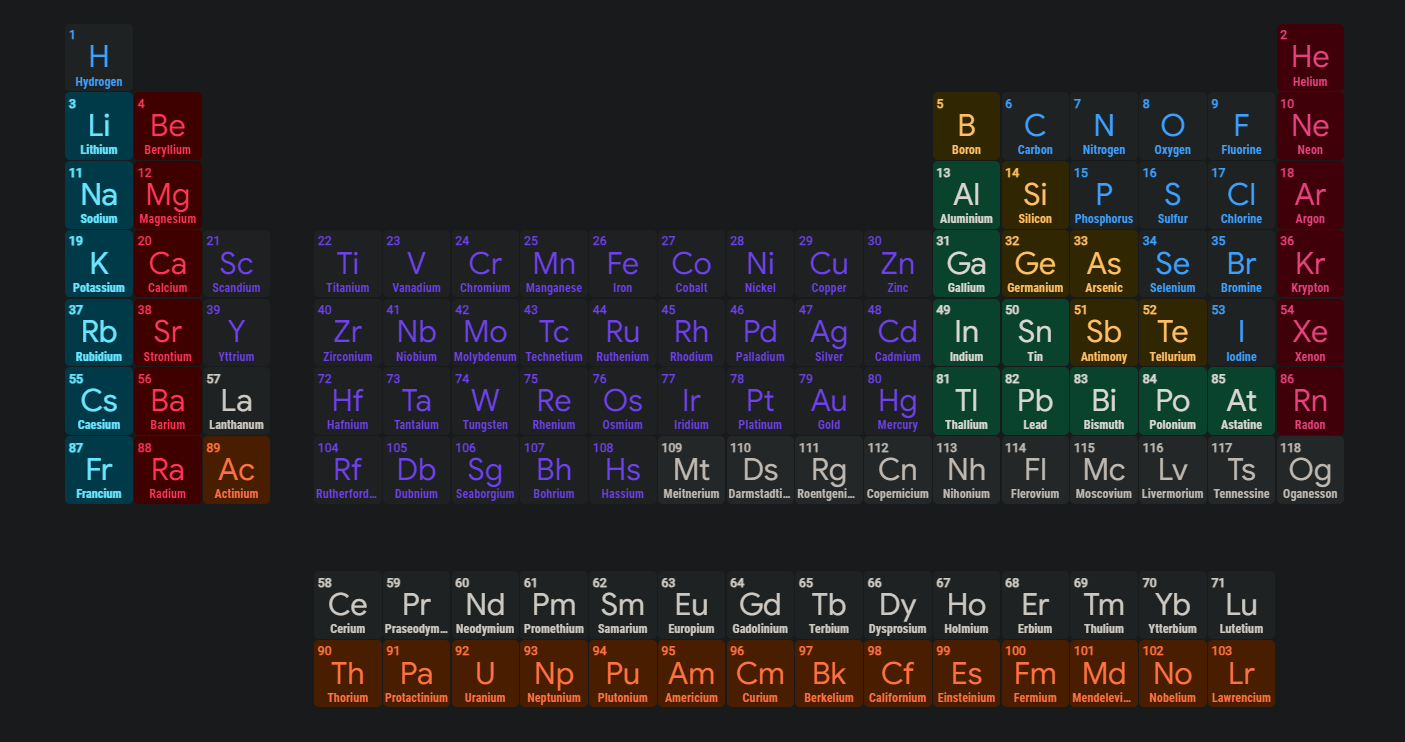 1 H Hydrogen
2 He Helium
3 Li Lithium
4 Be Beryllium
5 B Boron
6 C Carbon
7 N Nitrogen
8 O Oxygen
9 F Fluorine
10 Ne Neon
11 Na Sodium
12 Mg Magnesium
13 Al Aluminium
14 Si Silicon
15 P Phosphorus
16 S Sulfur
17 Cl Chlorine
18 Ar Argon
19 K Potassium
20 Ca Calcium
21 Sc Scandium
22 Ti Titanium
23 V Vanadium
24 Cr Chromium
25 Mn Manganese
26 Fe Iron
27 Co Cobalt
28 Ni Nickel
29 Cu Copper
30 Zn Zinc
31 Ga Gallium
32 Ge Germanium
33 As Arsenic
34 Se Selenium
35 Br Bromine
36 Kr Krypton
37 Rb Rubidium
38 Sr Strontium
39 Y Yttrium
40 Zr Zirconium
41 Nb Niobium
42 Mo Molybdenum
43 Tc Technetium
44 Ru Ruthenium
45 Rh Rhodium
46 Pd Palladium
47 Ag Silver
48 Cd Cadmium
49 In Indium
50 Sn Tin
51 Sb Antimony
52 Te Tellurium
53 I Iodine
54 Xe Xenon
55 Cs Caesium
56 Ba Barium
57 La Lanthanum
72 Hf Hafnium
73 Ta Tantalum
74 W Tungsten
75 Re Rhenium
76 Os Osmium
77 Ir Iridium
78 Pt Platinum
79 Au Gold
80 Hg Mercury
81 Tl Thallium
82 Pb Lead
83 Bi Bismuth
84 Po Polonium
85 At Astatine
86 Rn Radon
87 Fr Francium
88 Ra Radium
89 Ac Actinium
104 Rf Rutherford...
105 Db Dubnium
106 Sg Seaborgium
107 Bh Bohrium
108 Hs Hassium
109 Mt Meitnerium
110 Ds Darmstadti...
111 Rg Roentgeni...
112 Cn Copernicium
113 Nh Nihonium
114 Fl Flerovium
115 Mc Moscovium
116 Lv Livermorium
117 Ts Tennessine
118 Og Oganesson
58 Ce Cerium
59 Pr Praseodym...
60 Nd Neodymium
61 Pm Promethium
62 Sm Samarium
63 Eu Europium
64 Gd Gadolinium
65 Tb Terbium
66 Dy Dysprosium
67 Ho Holmium
68 Er Erbium
69 Tm Thulium
70 Yb Ytterbium
71 Lu Lutetium
90 Th Thorium
91 Pa Protactinium
92 U Uranium
93 Np Neptunium
94 Pu Plutonium
95 Am Americium
96 Cm Curium
97 Bk Berkelium
98 Cf Californium
99 Es Einsteinium
100 Fm Fermium
101 Md Mendelevi...
102 No Nobelium
103 Lr Lawrencium